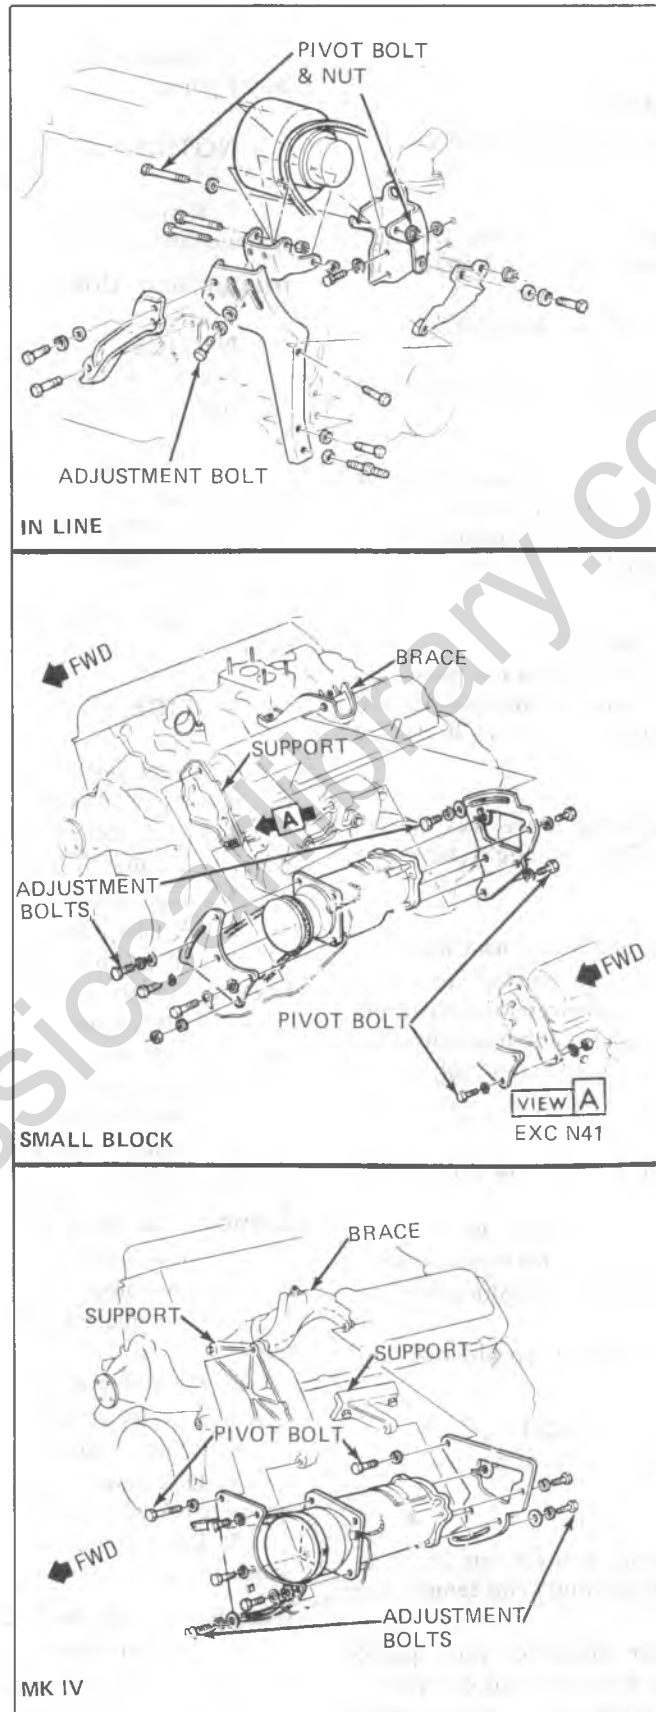 PIVOT BOLT
& NUT
ADJUSTMENT BOLT
IN LINE
FWD
BRACE
SUPPORT
A
ADJUSTMENT
BOLTS
FWD
PIVOT BOLT
VIEW A
EXC N41
SMALL BLOCK
BRACE
SUPPORT
SUPPORT
PIVOT BOLT
FWD
ADJUSTMENT
BOLTS
MK IV